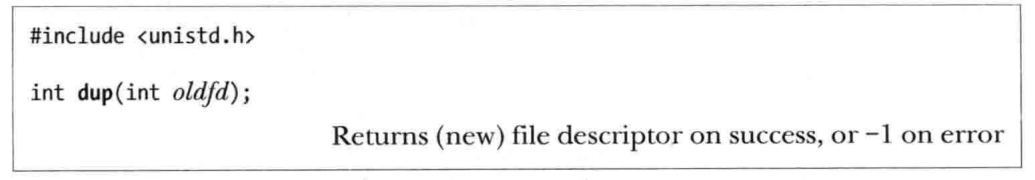 #include <unistd.h>
int dup(int oldfd);
Returns (new) file descriptor on success, or −1 on error